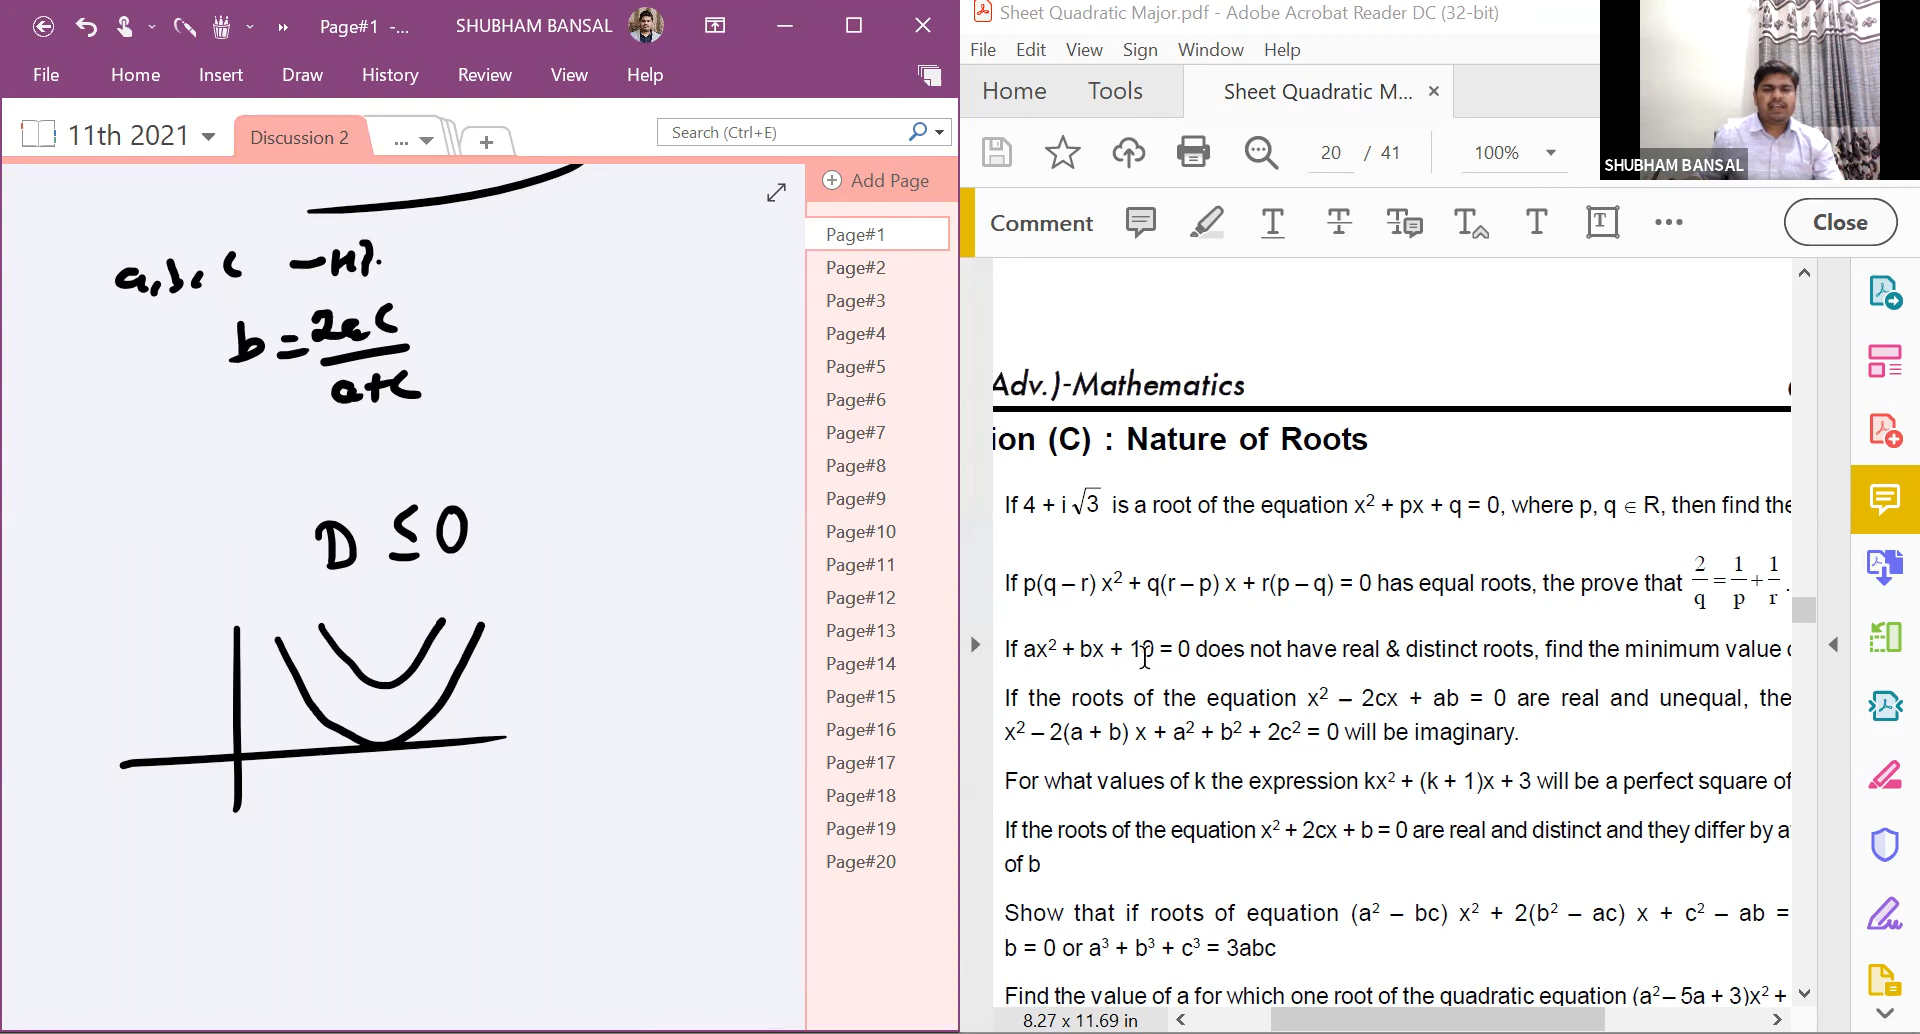 Page#1 -...
SHUBHAM BANSAL
File Home Insert Draw History Review View Help
11th 2021
Discussion 2
...
Search (Ctrl+E)
Add Page
Page#1
Page#2
Page#3
Page#4
Page#5
Page#6
Page#7
Page#8
Page#9
Page#10
Page#11
Page#12
Page#13
Page#14
Page#15
Page#16
Page#17
Page#18
Page#19
Page#20
a, b, c – H.P.
b = 2ac / a+c
D ≤ 0
Sheet Quadratic Major.pdf - Adobe Acrobat Reader DC (32-bit)
File Edit View Sign Window Help
Home Tools Sheet Quadratic M... ×
20 / 41 100%
SHUBHAM BANSAL
Comment Close
Adv.)-Mathematics
ion (C) : Nature of Roots
If 4 + i √3 is a root of the equation x² + px + q = 0, where p, q ∈ R, then find the
If p(q – r) x² + q(r – p) x + r(p – q) = 0 has equal roots, the prove that 2/q = 1/p + 1/r .
If ax² + bx + 10 = 0 does not have real & distinct roots, find the minimum value
If the roots of the equation x² – 2cx + ab = 0 are real and unequal, the
x² – 2(a + b) x + a² + b² + 2c² = 0 will be imaginary.
For what values of k the expression kx² + (k + 1)x + 3 will be a perfect square of
If the roots of the equation x² + 2cx + b = 0 are real and distinct and they differ by a
of b
Show that if roots of equation (a² – bc) x² + 2(b² – ac) x + c² – ab =
b = 0 or a³ + b³ + c³ = 3abc
Find the value of a for which one root of the quadratic equation (a² – 5a + 3)x² +
8.27 x 11.69 in